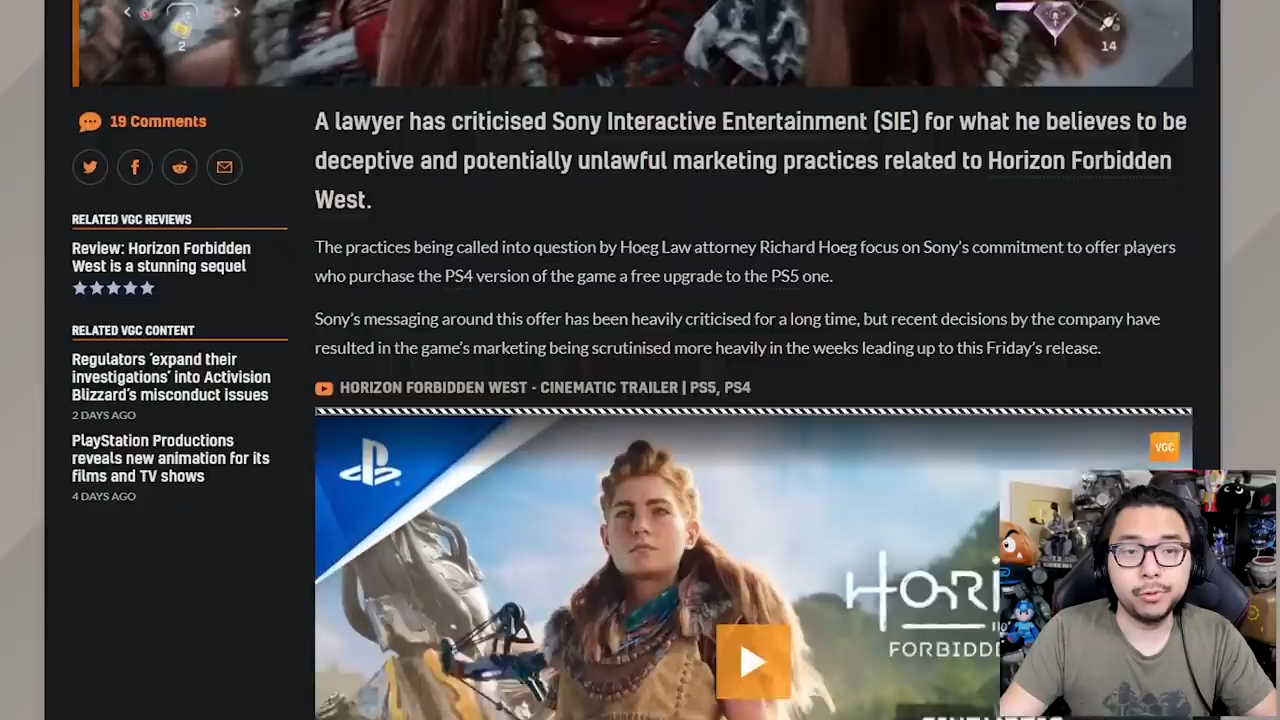 2
14
19 Comments
A lawyer has criticised Sony Interactive Entertainment (SIE) for what he believes to be
deceptive and potentially unlawful marketing practices related to Horizon Forbidden
West.
RELATED VGC REVIEWS
Review: Horizon Forbidden
West is a stunning sequel
The practices being called into question by Hoeg Law attorney Richard Hoeg focus on Sony's commitment to offer players
who purchase the PS4 version of the game a free upgrade to the PS5 one.
RELATED VGC CONTENT
Regulators 'expand their
investigations' into Activision
Blizzard's misconduct issues
2 DAYS AGO
PlayStation Productions
reveals new animation for its
films and TV shows
4 DAYS AGO
Sony's messaging around this offer has been heavily criticised for a long time, but recent decisions by the company have
resulted in the game's marketing being scrutinised more heavily in the weeks leading up to this Friday's release.
HORIZON FORBIDDEN WEST - CINEMATIC TRAILER | PS5, PS4
VGC
HORI
FORBIDD